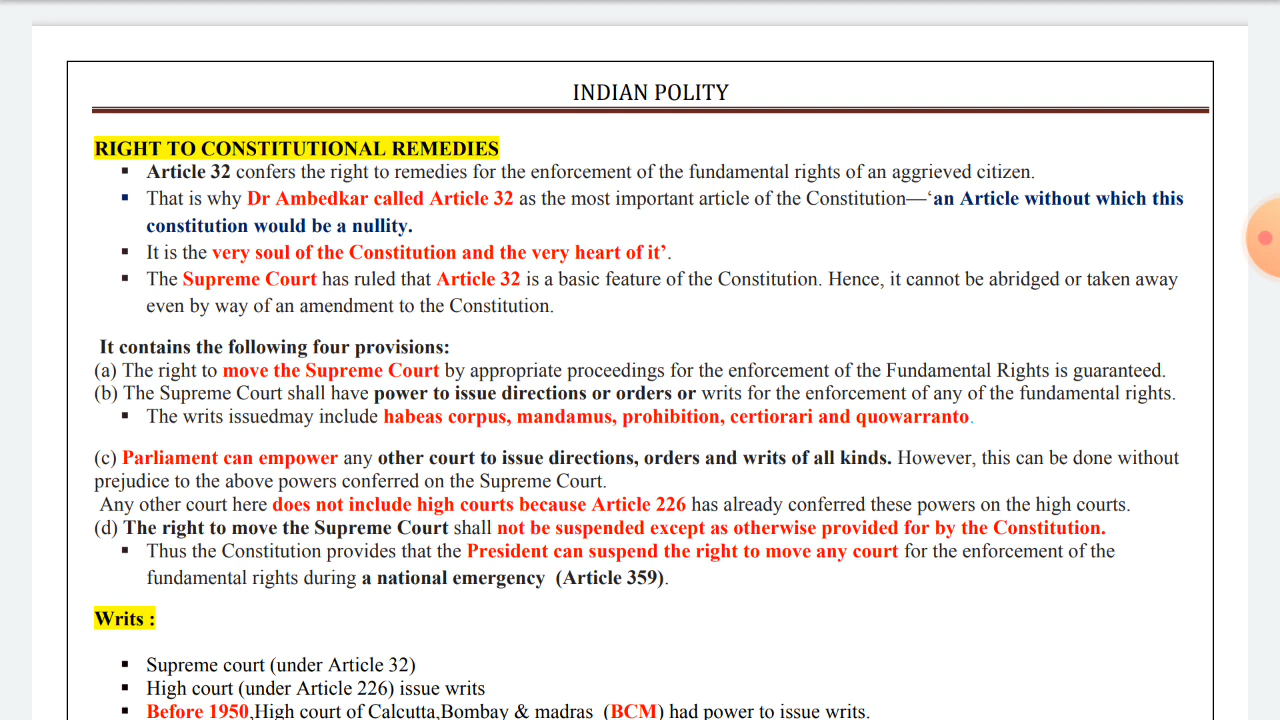 INDIAN POLITY
RIGHT TO CONSTITUTIONAL REMEDIES
▪ Article 32 confers the right to remedies for the enforcement of the fundamental rights of an aggrieved citizen.
▪ That is why Dr Ambedkar called Article 32 as the most important article of the Constitution—‘an Article without which this
constitution would be a nullity.
▪ It is the very soul of the Constitution and the very heart of it’.
▪ The Supreme Court has ruled that Article 32 is a basic feature of the Constitution. Hence, it cannot be abridged or taken away
even by way of an amendment to the Constitution.
It contains the following four provisions:
(a) The right to move the Supreme Court by appropriate proceedings for the enforcement of the Fundamental Rights is guaranteed.
(b) The Supreme Court shall have power to issue directions or orders or writs for the enforcement of any of the fundamental rights.
▪ The writs issuedmay include habeas corpus, mandamus, prohibition, certiorari and quowarranto.
(c) Parliament can empower any other court to issue directions, orders and writs of all kinds. However, this can be done without
prejudice to the above powers conferred on the Supreme Court.
Any other court here does not include high courts because Article 226 has already conferred these powers on the high courts.
(d) The right to move the Supreme Court shall not be suspended except as otherwise provided for by the Constitution.
▪ Thus the Constitution provides that the President can suspend the right to move any court for the enforcement of the
fundamental rights during a national emergency (Article 359).
Writs :
▪ Supreme court (under Article 32)
▪ High court (under Article 226) issue writs
▪ Before 1950,High court of Calcutta,Bombay & madras (BCM) had power to issue writs.